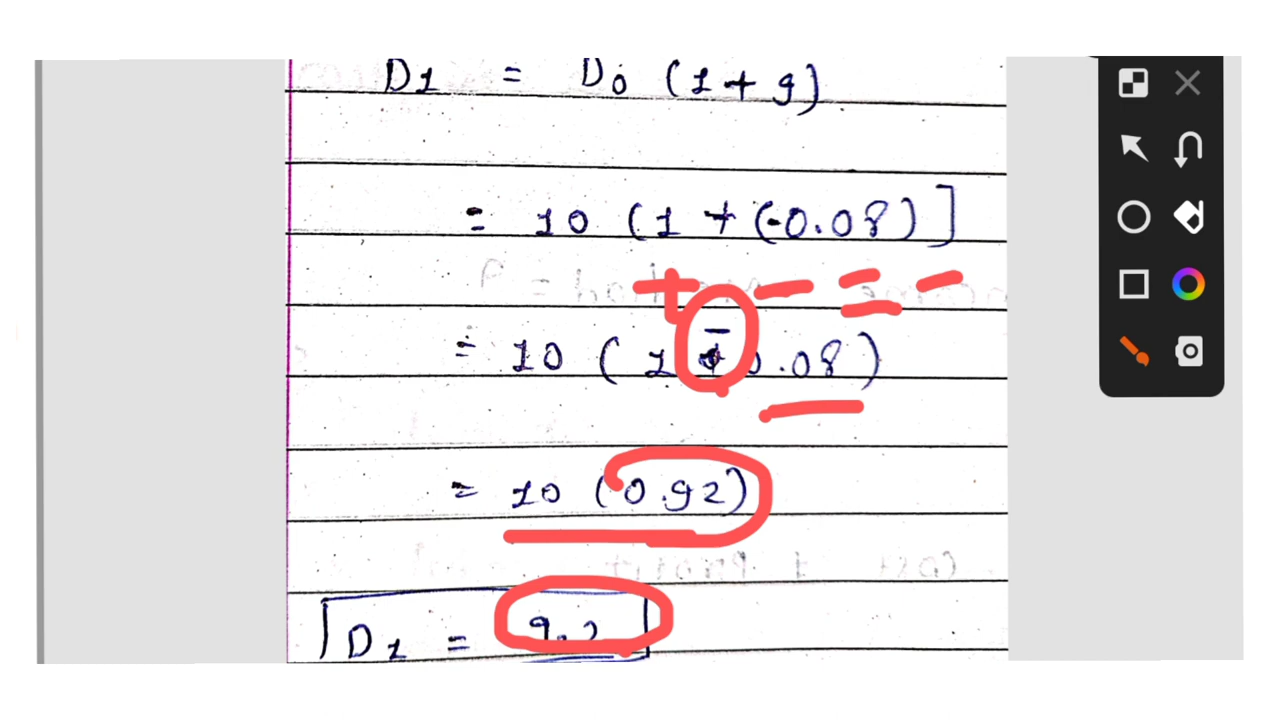 D1 = D0 (1 + g)
= 10 (1 + (-0.08)]
= 10 ( 1 - 0.08)
= 10 (0.92)
D1 = 9.2